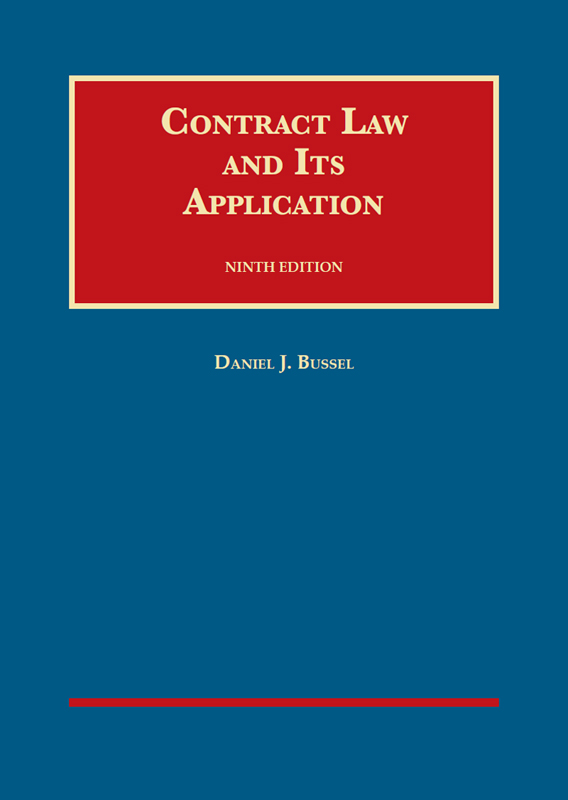 Contract Law
and Its
Application
NINTH EDITION
Daniel J. Bussel